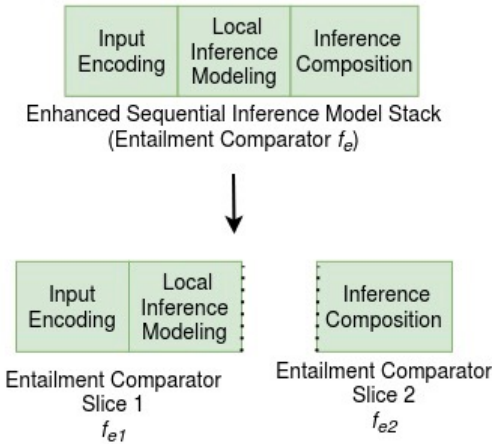 Input
Encoding
Local
Inference
Modeling
Inference
Composition
Enhanced Sequential Inference Model Stack
(Entailment Comparator fe)
Input
Encoding
Local
Inference
Modeling
Entailment Comparator
Slice 1
fe1
Inference
Composition
Entailment Comparator
Slice 2
fe2